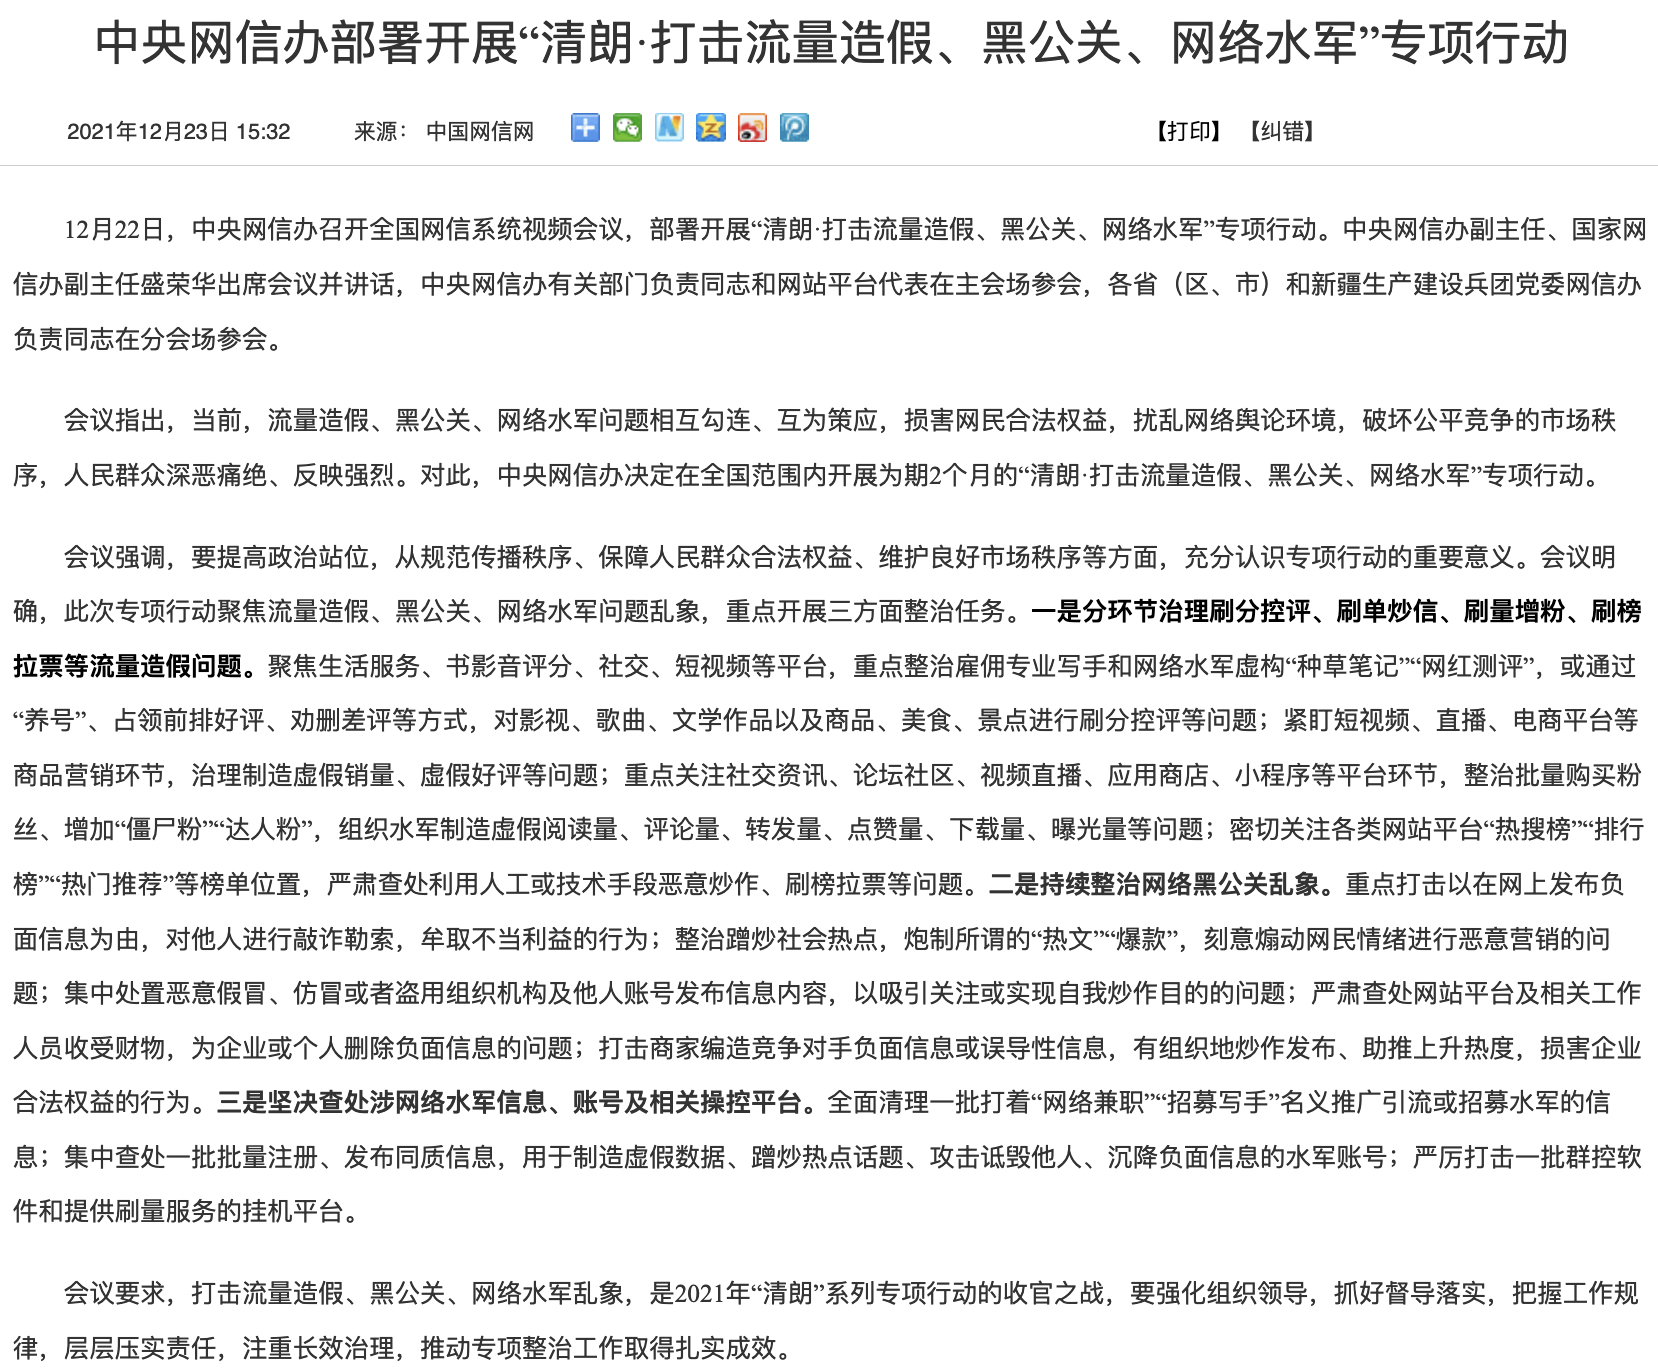 中央网信办部署开展“清朗·打击流量造假、黑公关、网络水军”专项行动
2021年12月23日 15:32 来源： 中国网信网 【打印】 【纠错】
12月22日，中央网信办召开全国网信系统视频会议，部署开展“清朗·打击流量造假、黑公关、网络水军”专项行动。中央网信办副主任、国家网
信办副主任盛荣华出席会议并讲话，中央网信办有关部门负责同志和网站平台代表在主会场参会，各省（区、市）和新疆生产建设兵团党委网信办
负责同志在分会场参会。
会议指出，当前，流量造假、黑公关、网络水军问题相互勾连、互为策应，损害网民合法权益，扰乱网络舆论环境，破坏公平竞争的市场秩
序，人民群众深恶痛绝、反映强烈。对此，中央网信办决定在全国范围内开展为期2个月的“清朗·打击流量造假、黑公关、网络水军”专项行动。
会议强调，要提高政治站位，从规范传播秩序、保障人民群众合法权益、维护良好市场秩序等方面，充分认识专项行动的重要意义。会议明
确，此次专项行动聚焦流量造假、黑公关、网络水军问题乱象，重点开展三方面整治任务。一是分环节治理刷分控评、刷单炒信、刷量增粉、刷榜
拉票等流量造假问题。聚焦生活服务、书影音评分、社交、短视频等平台，重点整治雇佣专业写手和网络水军虚构“种草笔记”“网红测评”，或通过
“养号”、占领前排好评、劝删差评等方式，对影视、歌曲、文学作品以及商品、美食、景点进行刷分控评等问题；紧盯短视频、直播、电商平台等
商品营销环节，治理制造虚假销量、虚假好评等问题；重点关注社交资讯、论坛社区、视频直播、应用商店、小程序等平台环节，整治批量购买粉
丝、增加“僵尸粉”“达人粉”，组织水军制造虚假阅读量、评论量、转发量、点赞量、下载量、曝光量等问题；密切关注各类网站平台“热搜榜”“排行
榜”“热门推荐”等榜单位置，严肃查处利用人工或技术手段恶意炒作、刷榜拉票等问题。二是持续整治网络黑公关乱象。重点打击以在网上发布负
面信息为由，对他人进行敲诈勒索，牟取不当利益的行为；整治蹭炒社会热点，炮制所谓的“热文”“爆款”，刻意煽动网民情绪进行恶意营销的问
题；集中处置恶意假冒、仿冒或者盗用组织机构及他人账号发布信息内容，以吸引关注或实现自我炒作目的的问题；严肃查处网站平台及相关工作
人员收受财物，为企业或个人删除负面信息的问题；打击商家编造竞争对手负面信息或误导性信息，有组织地炒作发布、助推上升热度，损害企业
合法权益的行为。三是坚决查处涉网络水军信息、账号及相关操控平台。全面清理一批打着“网络兼职”“招募写手”名义推广引流或招募水军的信
息；集中查处一批批量注册、发布同质信息，用于制造虚假数据、蹭炒热点话题、攻击诋毁他人、沉降负面信息的水军账号；严厉打击一批群控软
件和提供刷量服务的挂机平台。
会议要求，打击流量造假、黑公关、网络水军乱象，是2021年“清朗”系列专项行动的收官之战，要强化组织领导，抓好督导落实，把握工作规
律，层层压实责任，注重长效治理，推动专项整治工作取得扎实成效。